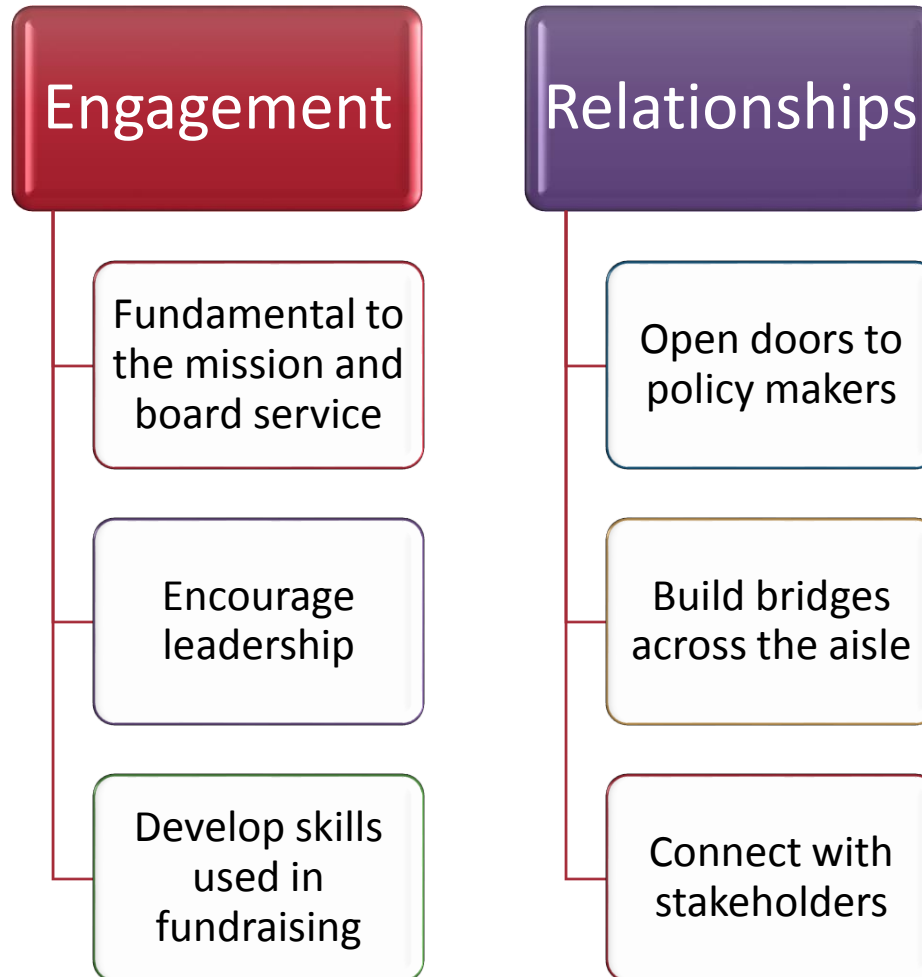 Engagement
Fundamental to
the mission and
board service
Encourage
leadership
Develop skills
used in
fundraising
Relationships
Open doors to
policy makers
Build bridges
across the aisle
Connect with
stakeholders